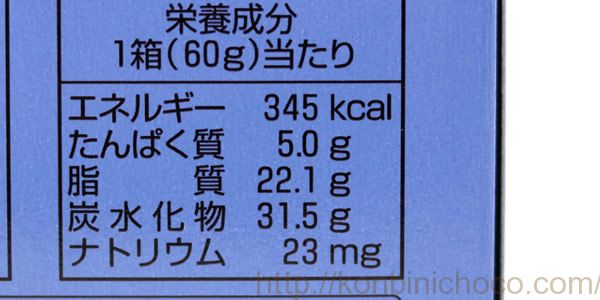 栄養成分
1箱(60g)当たり
エネルギー 345 kcal
たんぱく質 5.0 g
脂質 22.1 g
炭水化物 31.5 g
ナトリウム 23 mg
http://konpinichoco.com/